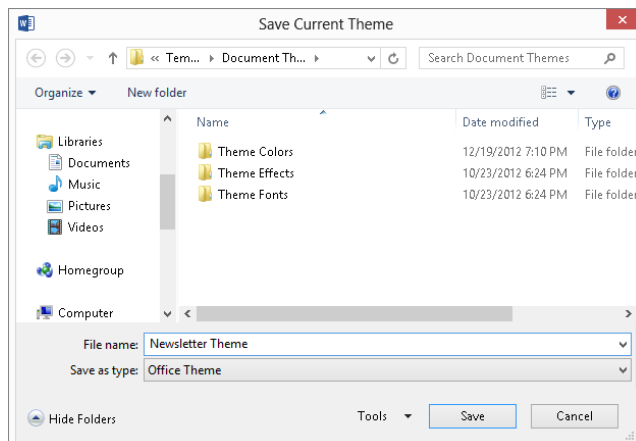 Save Current Theme
« Tem... Document Th... Search Document Themes
Organize New folder
Name Date modified Type
Libraries
Documents
Music
Pictures
Videos
Homegroup
Computer
Theme Colors 12/19/2012 7:10 PM File folder
Theme Effects 10/23/2012 6:24 PM File folder
Theme Fonts 10/23/2012 6:24 PM File folder
File name: Newsletter Theme
Save as type: Office Theme
Hide Folders Tools Save Cancel